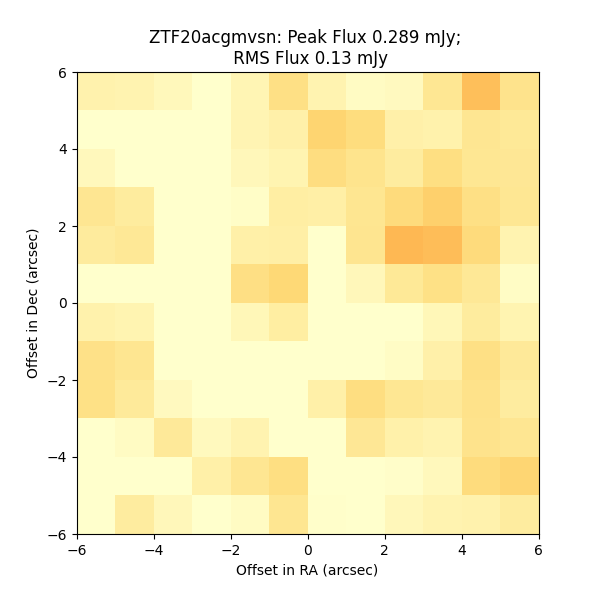 ZTF20acgmvsn: Peak Flux 0.289 mJy;
RMS Flux 0.13 mJy
6
4
2
0
−2
−4
−6
Offset in Dec (arcsec)
−6 −4 −2 0 2 4 6
Offset in RA (arcsec)